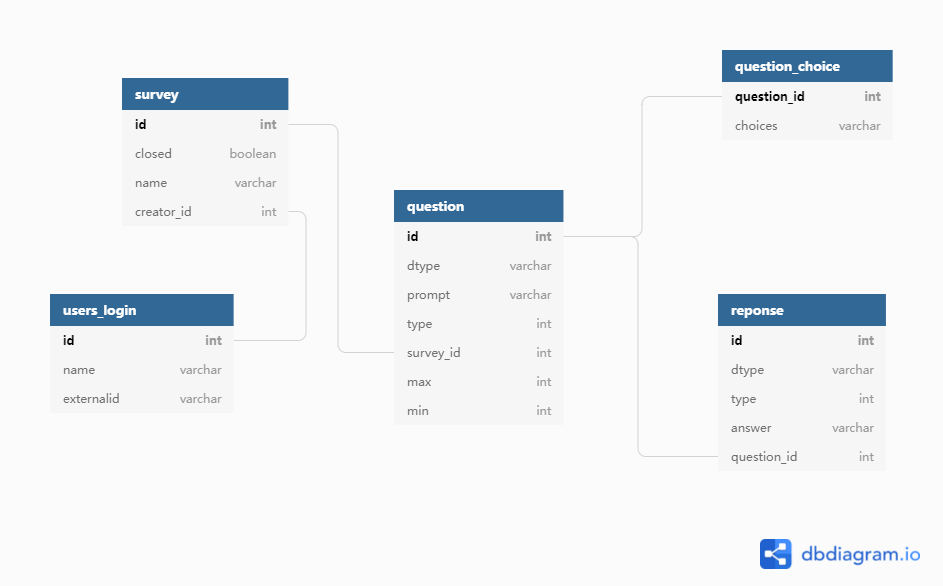 survey
id int
closed boolean
name varchar
creator_id int
users_login
id int
name varchar
externalid varchar
question
id int
dtype varchar
prompt varchar
type int
survey_id int
max int
min int
question_choice
question_id int
choices varchar
reponse
id int
dtype varchar
type int
answer varchar
question_id int
dbdiagram.io